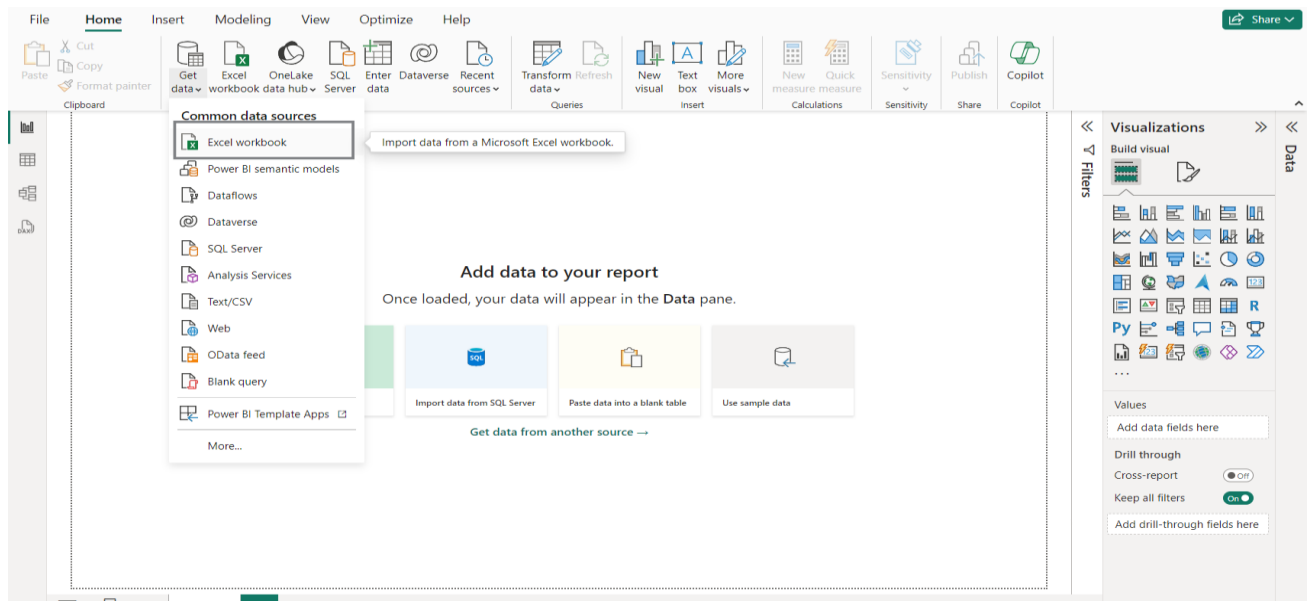 File Home Insert Modeling View Optimize Help Share
Cut
Copy
Format painter
Paste
Get data
Excel workbook
OneLake data hub
SQL Server
Enter data
Dataverse
Recent sources
Transform data
Refresh
New visual
Text box
More visuals
New measure
Quick measure
Sensitivity
Publish
Copilot
Clipboard
Queries
Insert
Calculations
Sensitivity
Share
Copilot
Common data sources
Excel workbook
Import data from a Microsoft Excel workbook.
Power BI semantic models
Dataflows
Dataverse
SQL Server
Analysis Services
Text/CSV
Web
OData feed
Blank query
Power BI Template Apps
More...
Add data to your report
Once loaded, your data will appear in the Data pane.
SQL
Import data from SQL Server
Paste data into a blank table
Use sample data
Get data from another source →
Filters
Visualizations
Build visual
123
R
Py
...
Values
Add data fields here
Drill through
Cross-report
Off
Keep all filters
On
Add drill-through fields here
Data
DAX